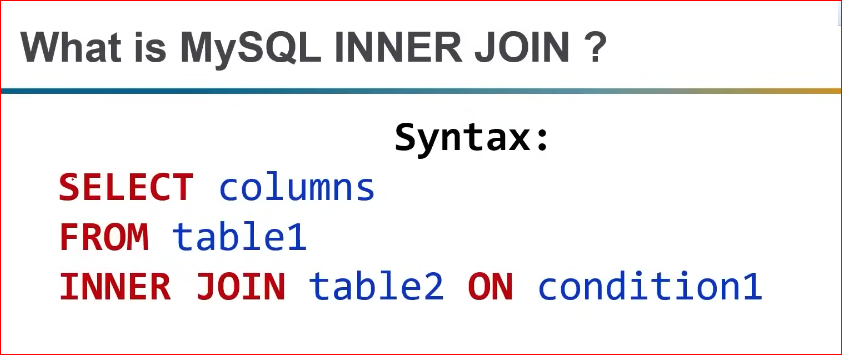 What is MySQL INNER JOIN ?
Syntax:
SELECT columns
FROM table1
INNER JOIN table2 ON condition1